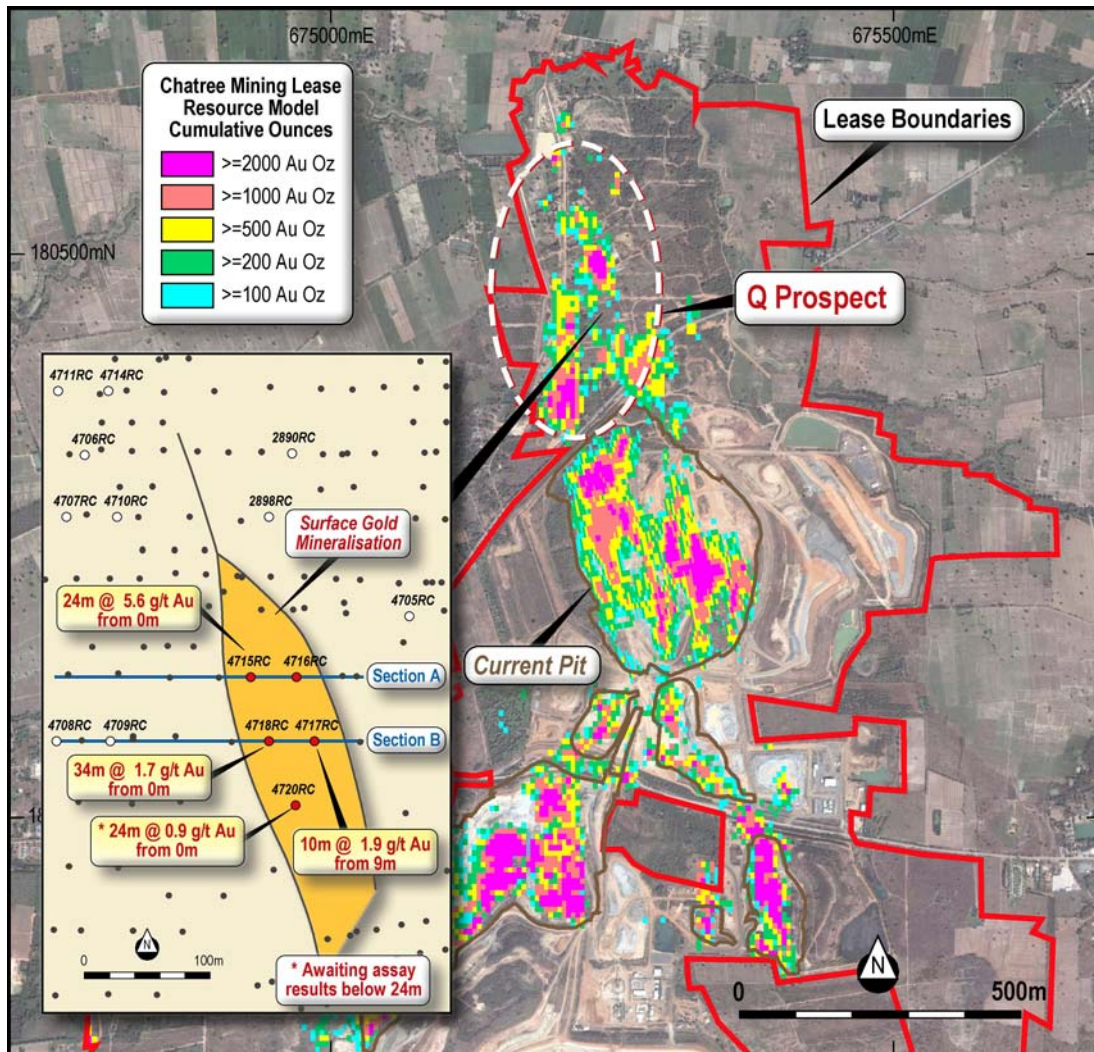 675000mE
675500mE
180500mN
18
Chatree Mining Lease
Resource Model
Cumulative Ounces
>=2000 Au Oz
>=1000 Au Oz
>=500 Au Oz
>=200 Au Oz
>=100 Au Oz
Lease Boundaries
Q Prospect
Current Pit
4711RC
4714RC
4706RC
2890RC
4707RC
4710RC
2898RC
Surface Gold
Mineralisation
24m @ 5.6 g/t Au
from 0m
4705RC
4715RC
4716RC
Section A
4708RC
4709RC
4718RC
4717RC
Section B
34m @ 1.7 g/t Au
from 0m
4720RC
* 24m @ 0.9 g/t Au
from 0m
10m @ 1.9 g/t Au
from 9m
N
0
100m
* Awaiting assay
results below 24m
N
0
500m